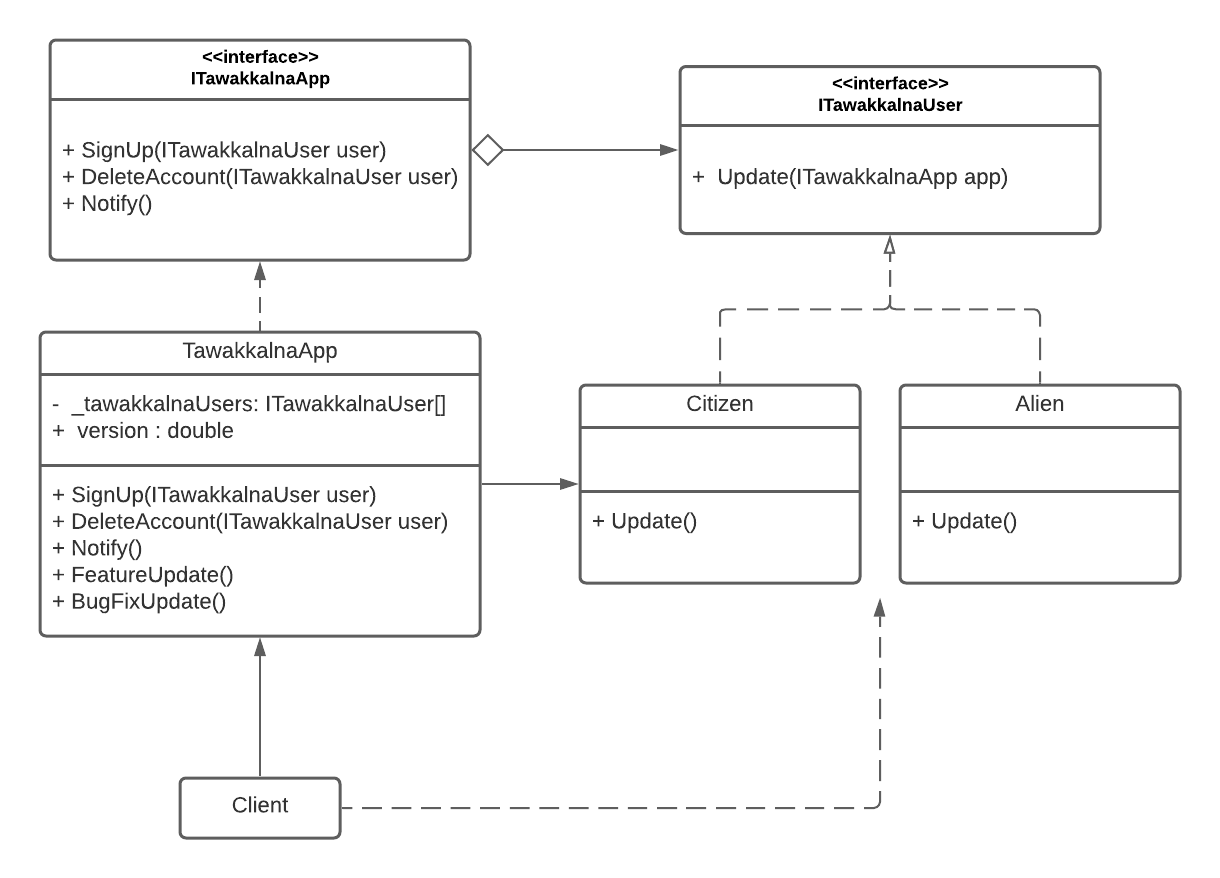 <<interface>>
ITawakkalnaApp
+ SignUp(ITawakkalnaUser user)
+ DeleteAccount(ITawakkalnaUser user)
+ Notify()
<<interface>>
ITawakkalnaUser
+ Update(ITawakkalnaApp app)
TawakkalnaApp
- _tawakkalnaUsers: ITawakkalnaUser[]
+ version : double
+ SignUp(ITawakkalnaUser user)
+ DeleteAccount(ITawakkalnaUser user)
+ Notify()
+ FeatureUpdate()
+ BugFixUpdate()
Citizen
+ Update()
Alien
+ Update()
Client